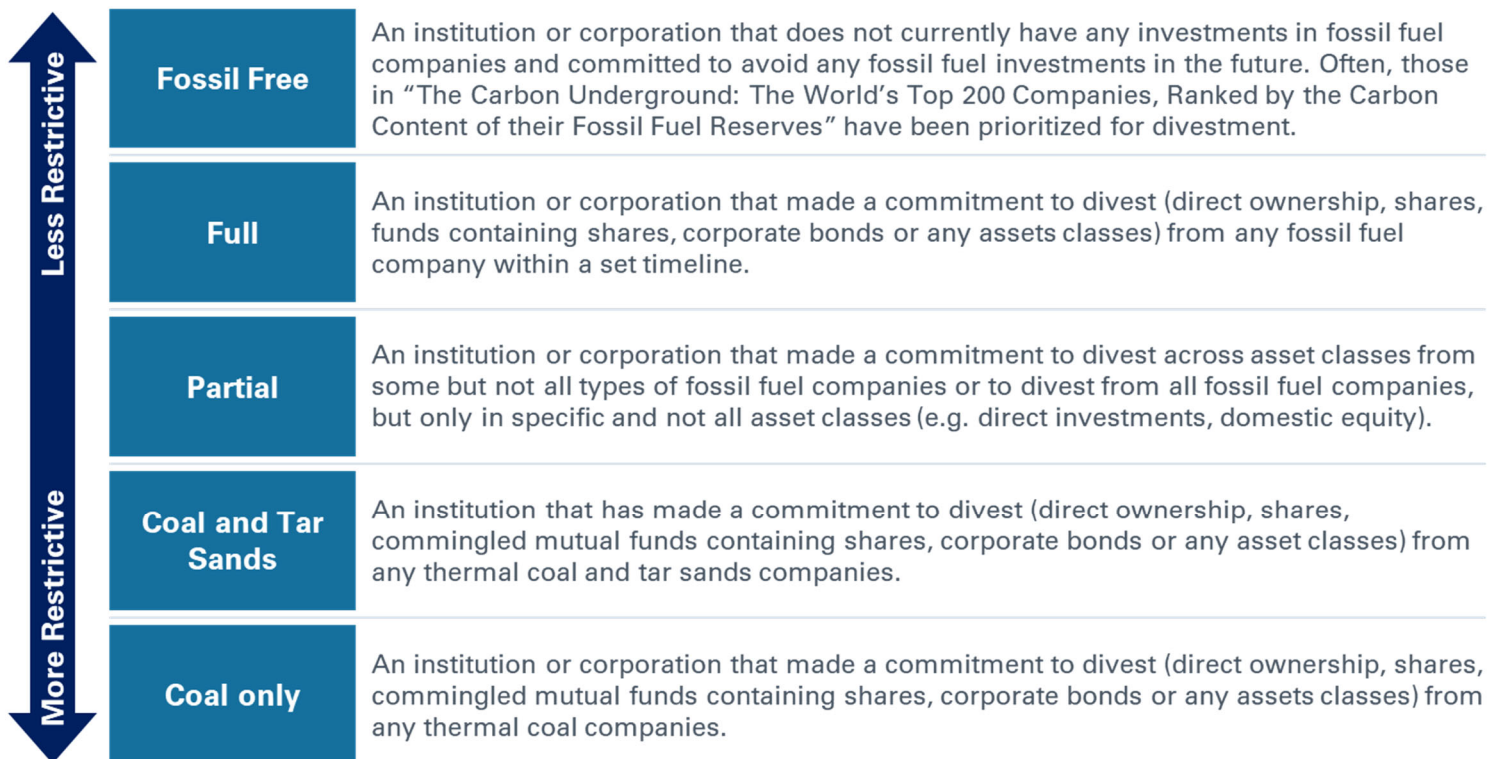 Less Restrictive
More Restrictive
Fossil Free
An institution or corporation that does not currently have any investments in fossil fuel
companies and committed to avoid any fossil fuel investments in the future. Often, those
in “The Carbon Underground: The World’s Top 200 Companies, Ranked by the Carbon
Content of their Fossil Fuel Reserves” have been prioritized for divestment.
Full
An institution or corporation that made a commitment to divest (direct ownership, shares,
funds containing shares, corporate bonds or any assets classes) from any fossil fuel
company within a set timeline.
Partial
An institution or corporation that made a commitment to divest across asset classes from
some but not all types of fossil fuel companies or to divest from all fossil fuel companies,
but only in specific and not all asset classes (e.g. direct investments, domestic equity).
Coal and Tar
Sands
An institution that has made a commitment to divest (direct ownership, shares,
commingled mutual funds containing shares, corporate bonds or any asset classes) from
any thermal coal and tar sands companies.
Coal only
An institution or corporation that made a commitment to divest (direct ownership, shares,
commingled mutual funds containing shares, corporate bonds or any assets classes) from
any thermal coal companies.